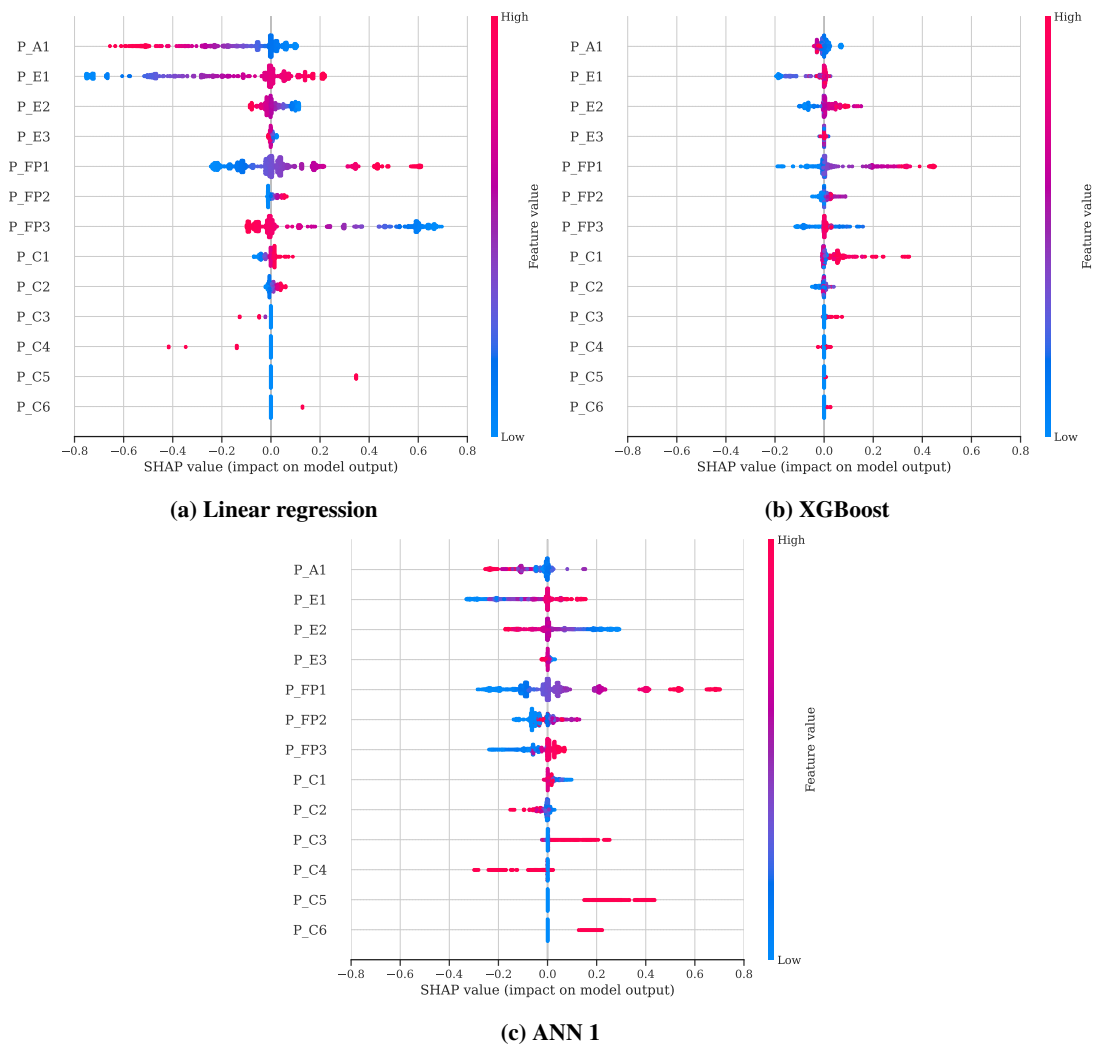 High
P_A1
P_E1
P_E2
P_E3
P_FP1
P_FP2
P_FP3
P_C1
P_C2
P_C3
P_C4
P_C5
P_C6
Feature value
Low
−0.8 −0.6 −0.4 −0.2 0.0 0.2 0.4 0.6 0.8
SHAP value (impact on model output)
(a) Linear regression
High
P_A1
P_E1
P_E2
P_E3
P_FP1
P_FP2
P_FP3
P_C1
P_C2
P_C3
P_C4
P_C5
P_C6
Feature value
Low
−0.8 −0.6 −0.4 −0.2 0.0 0.2 0.4 0.6 0.8
SHAP value (impact on model output)
(b) XGBoost
High
P_A1
P_E1
P_E2
P_E3
P_FP1
P_FP2
P_FP3
P_C1
P_C2
P_C3
P_C4
P_C5
P_C6
Feature value
Low
−0.8 −0.6 −0.4 −0.2 0.0 0.2 0.4 0.6 0.8
SHAP value (impact on model output)
(c) ANN 1